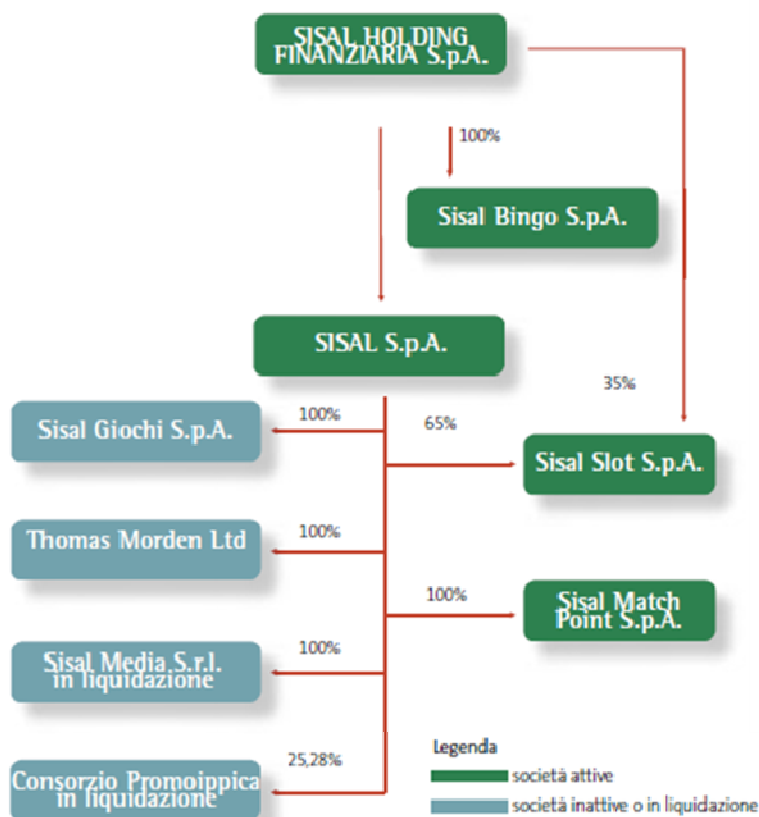 SISAL HOLDING
FINANZIARIA S.p.A.
100%
Sisal Bingo S.p.A.
SISAL S.p.A.
35%
100%
65%
Sisal Giochi S.p.A.
Sisal Slot S.p.A.
100%
Thomas Morden Ltd
100%
Sisal Match
Point S.p.A.
100%
Sisal Media S.r.l.
in liquidazione
25,28%
Consorzio Promoippica
in liquidazione
Legenda
società attive
società inattive o in liquidazione